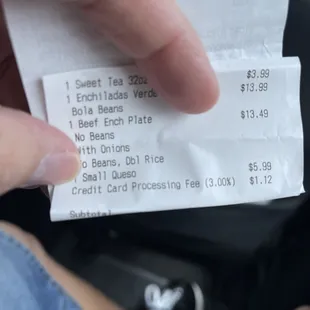 1 Sweet Tea 32oz $3.99
1 Enchiladas Verde $13.99
Bola Beans
1 Beef Ench Plate $13.49
No Beans
With Onions
No Beans, Dbl Rice
1 Small Queso $5.99
Credit Card Processing Fee (3.00%) $1.12
Subtotal